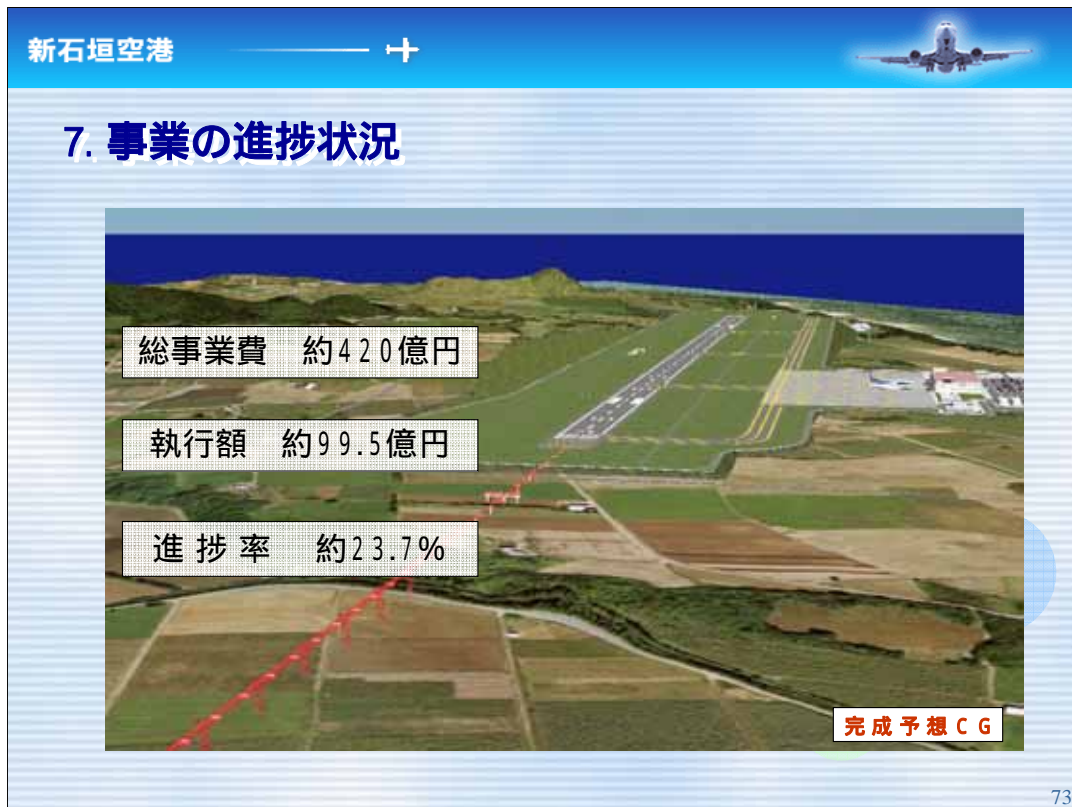 新石垣空港
7. 事業の進捗状況
総事業費　約420億円
執行額　約99.5億円
進 捗 率　約23.7%
完成予想CG
73